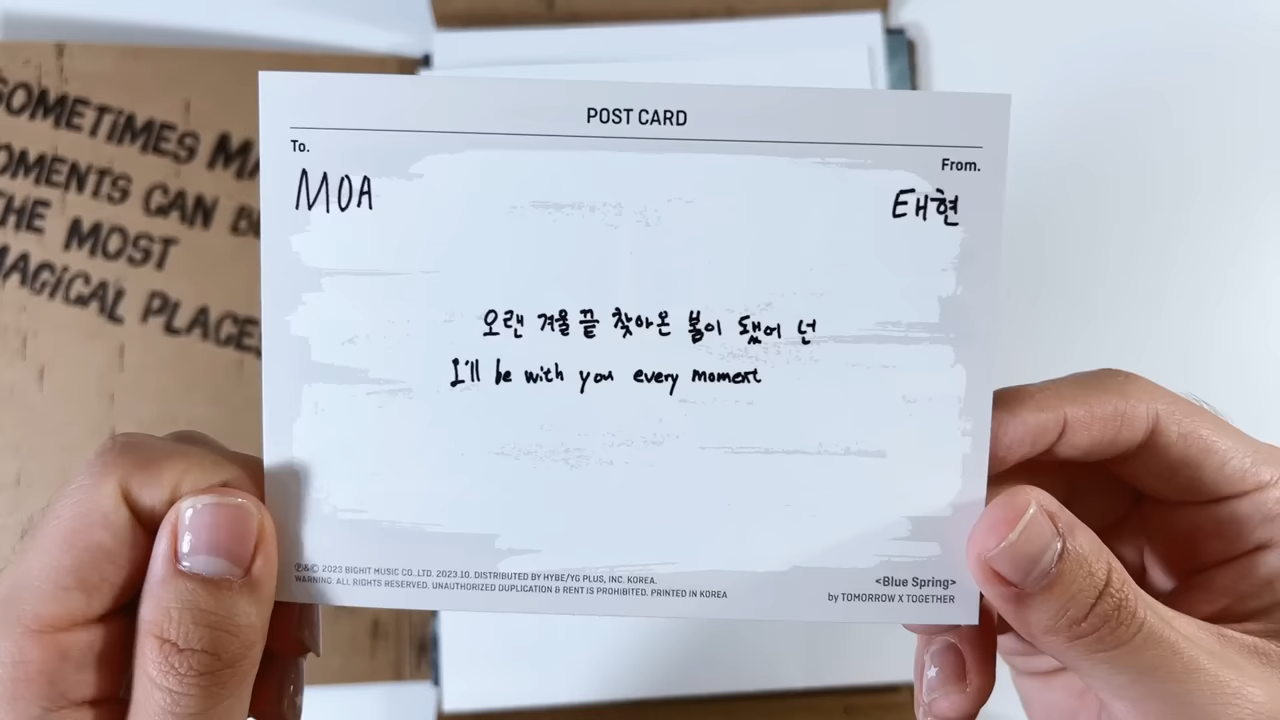 SOMETIMES MA
OMENTS CAN B
THE MOST
MAGICAL PLACES
POST CARD
To.
From.
MOA
태현
오랜 겨울 끝 찾아온 봄이 됐어 넌
I'll be with you every moment
℗&© 2023 BIGHIT MUSIC CO.,LTD. 2023.10. DISTRIBUTED BY HYBE/YG PLUS, INC. KOREA.
WARNING: ALL RIGHTS RESERVED. UNAUTHORIZED DUPLICATION & RENT IS PROHIBITED. PRINTED IN KOREA
<Blue Spring>
by TOMORROW X TOGETHER